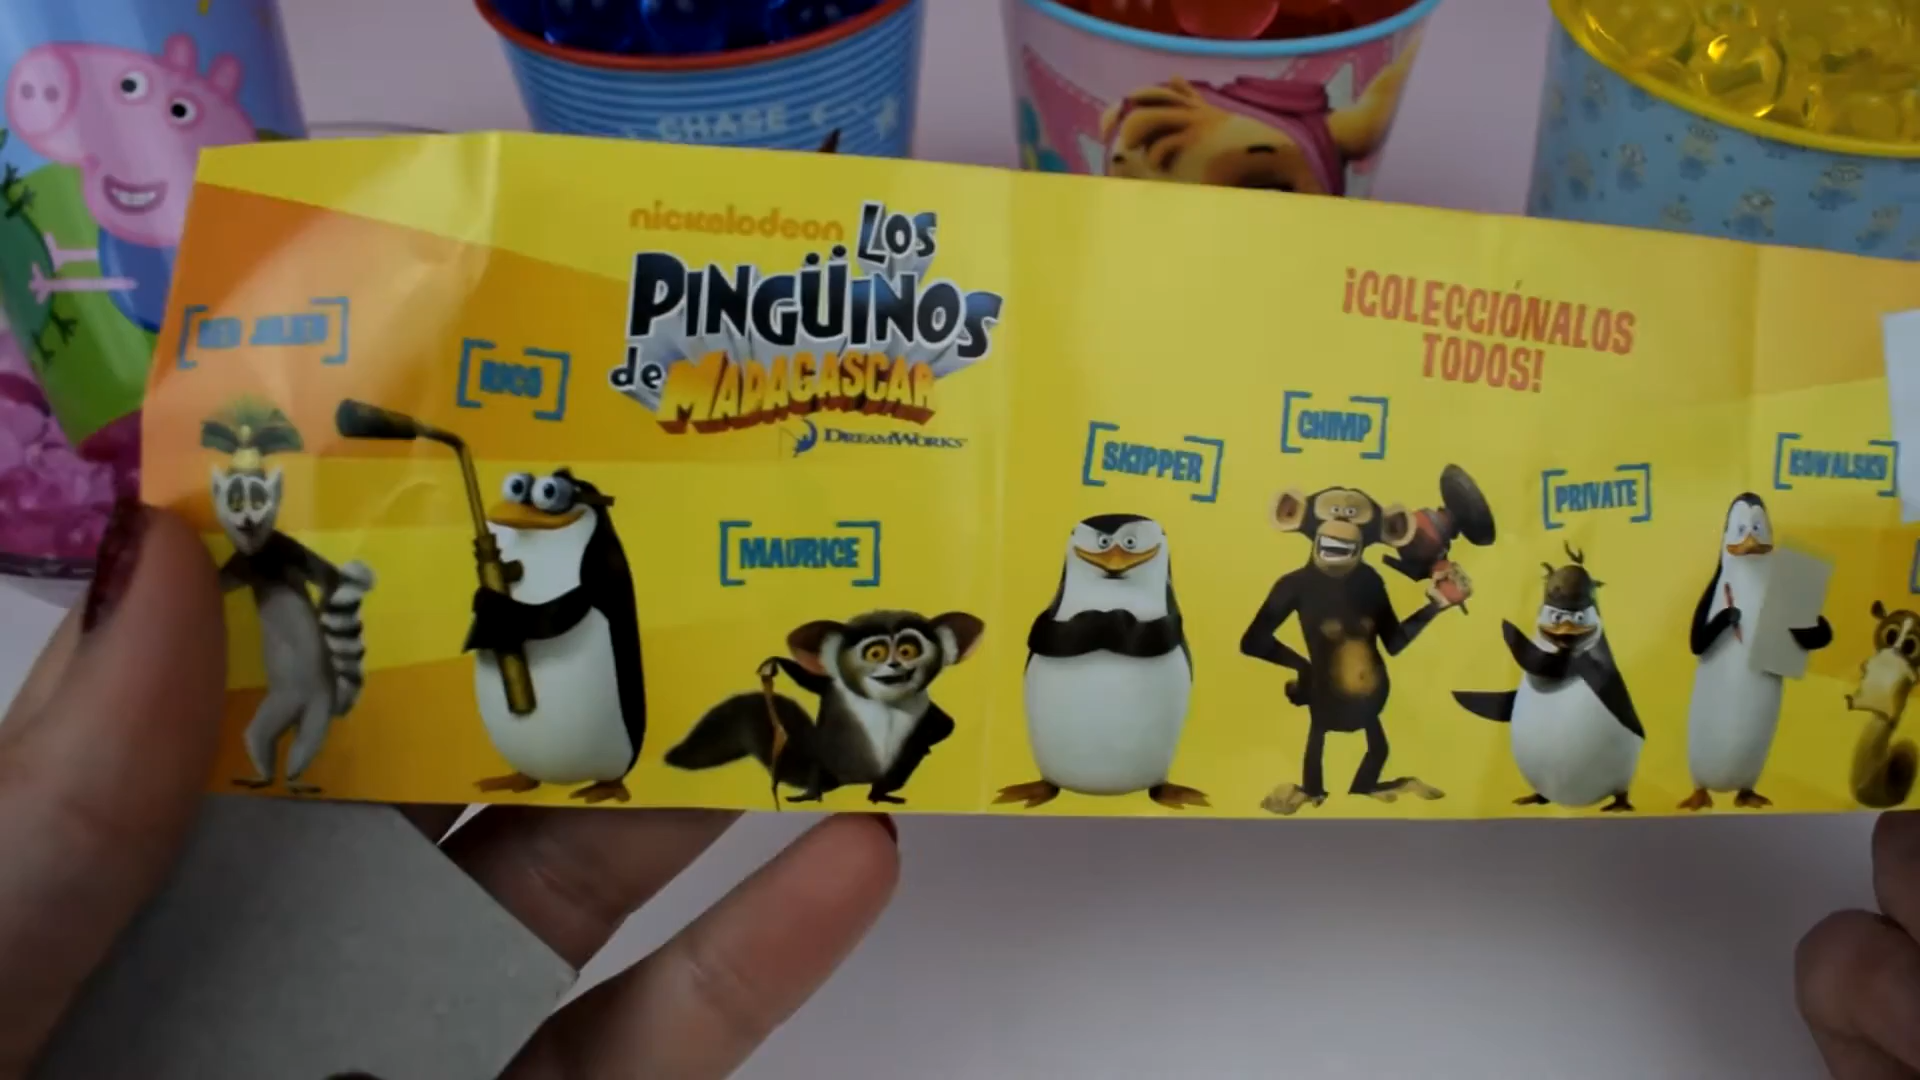 CHASE
nickelodeon LOS
PINGÜINOS
de MADAGASCAR
DREAMWORKS
¡COLECCIÓNALOS
TODOS!
RICO
MAURICE
SKIPPER
CHIMP
PRIVATE
KOWALSKI